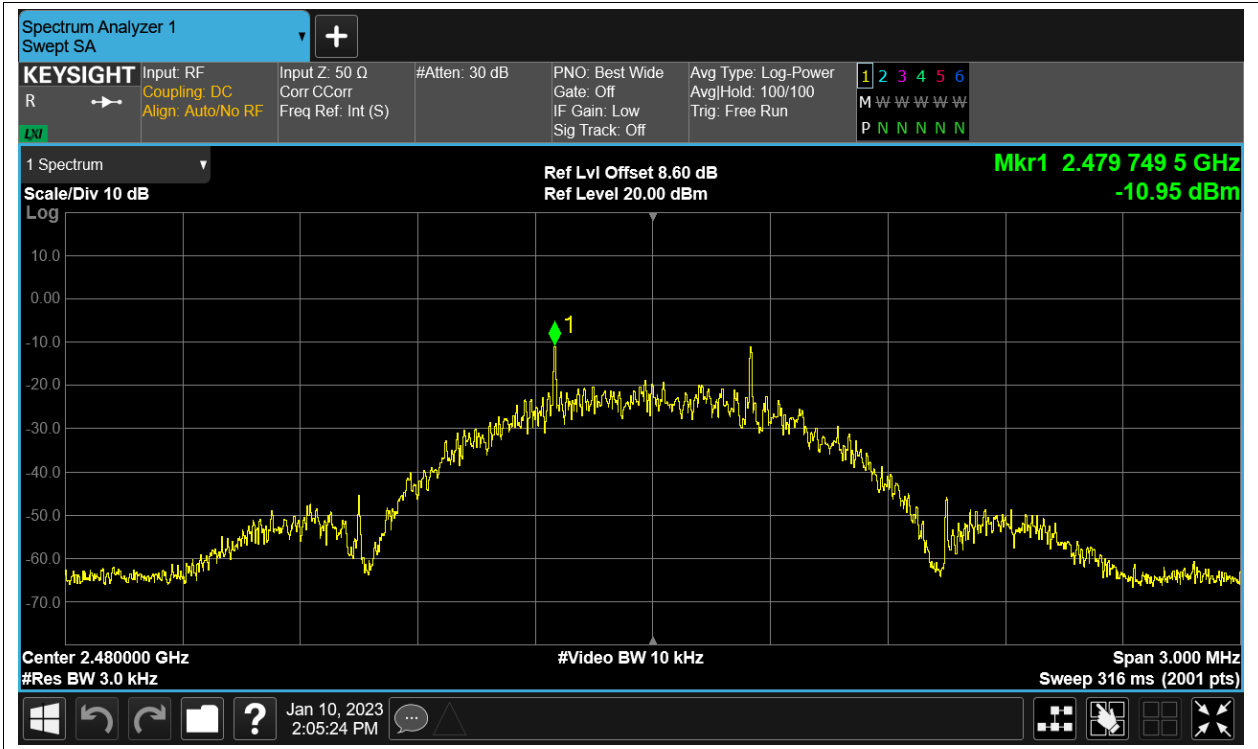 Spectrum Analyzer 1
Swept SA
KEYSIGHT
R
LXI
Input: RF
Coupling: DC
Align: Auto/No RF
Input Z: 50 Ω
Corr CCorr
Freq Ref: Int (S)
#Atten: 30 dB
PNO: Best Wide
Gate: Off
IF Gain: Low
Sig Track: Off
Avg Type: Log-Power
Avg|Hold: 100/100
Trig: Free Run
1 2 3 4 5 6
M W W W W W
P N N N N N
1 Spectrum
Scale/Div 10 dB
Log
Ref Lvl Offset 8.60 dB
Ref Level 20.00 dBm
Mkr1 2.479 749 5 GHz
-10.95 dBm
10.0
0.00
1
-10.0
-20.0
-30.0
-40.0
-50.0
-60.0
-70.0
Center 2.480000 GHz
#Res BW 3.0 kHz
#Video BW 10 kHz
Span 3.000 MHz
Sweep 316 ms (2001 pts)
?
Jan 10, 2023
2:05:24 PM